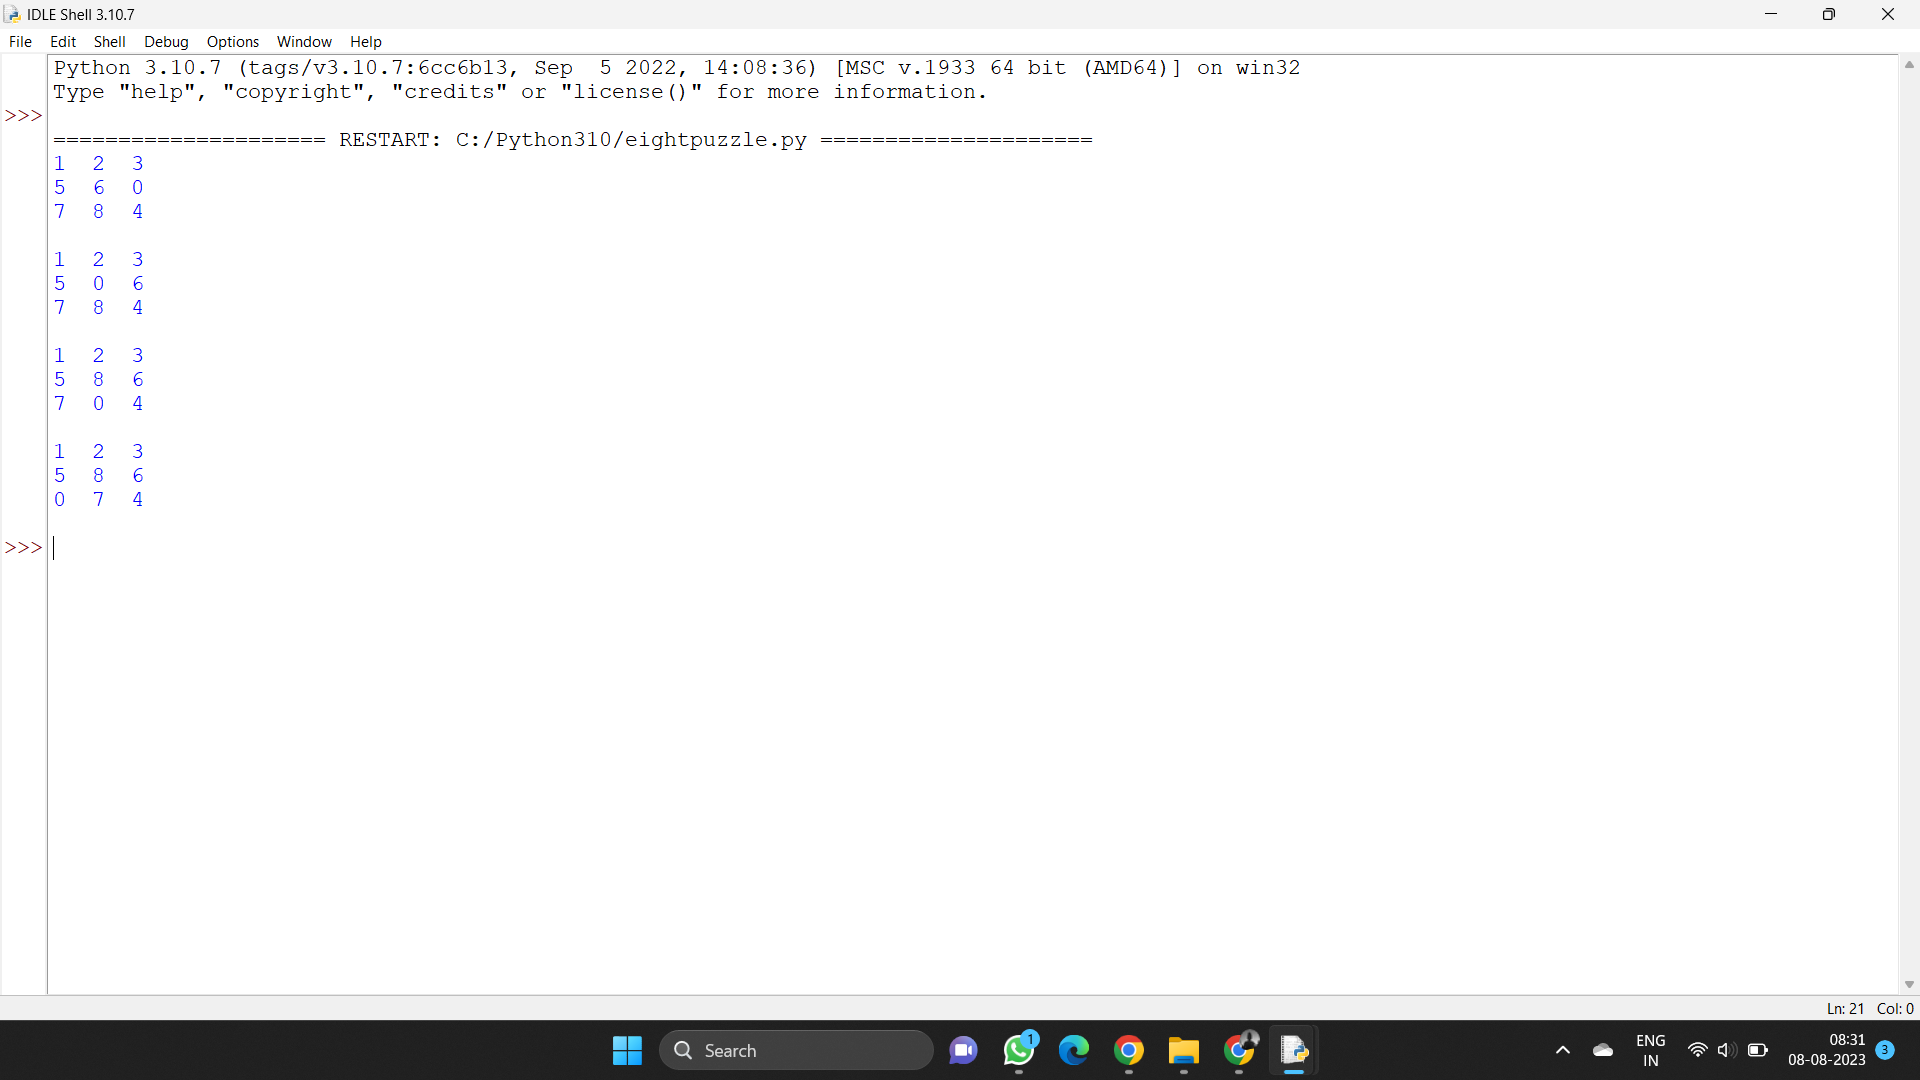 IDLE Shell 3.10.7
File Edit Shell Debug Options Window Help
Python 3.10.7 (tags/v3.10.7:6cc6b13, Sep  5 2022, 14:08:36) [MSC v.1933 64 bit (AMD64)] on win32
Type "help", "copyright", "credits" or "license()" for more information.
>>>
===================== RESTART: C:/Python310/eightpuzzle.py =====================
1 2 3
5 6 0
7 8 4
1 2 3
5 0 6
7 8 4
1 2 3
5 8 6
7 0 4
1 2 3
5 8 6
0 7 4
>>>
Ln: 21 Col: 0
Search
1
ENG
IN
08:31
08-08-2023
3